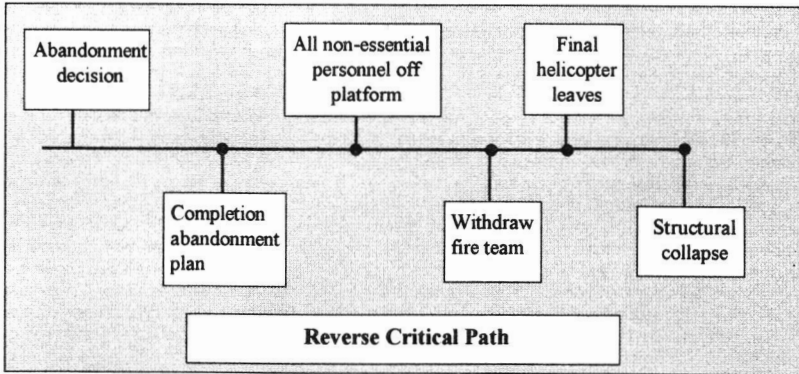 Abandonment
decision
All non-essential
personnel off
platform
Final
helicopter
leaves
Completion
abandonment
plan
Withdraw
fire team
Structural
collapse
Reverse Critical Path